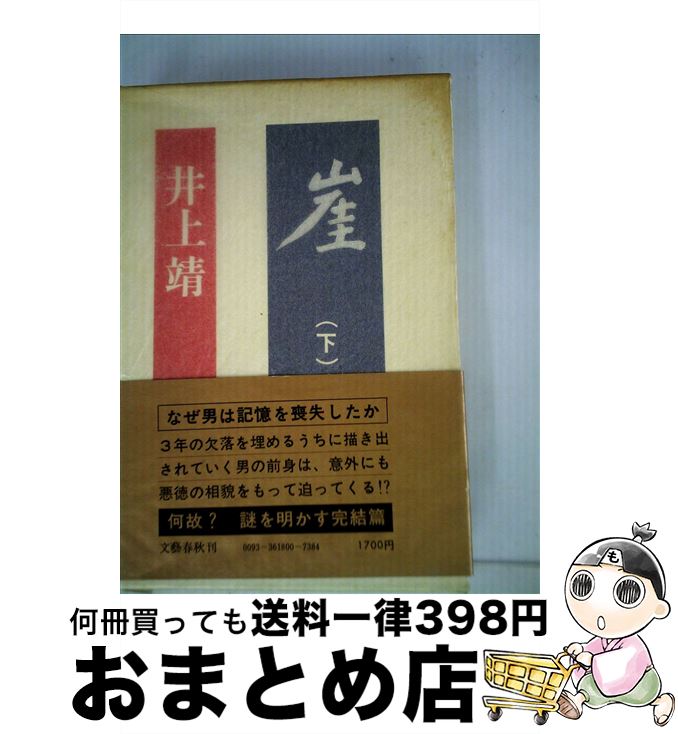 崖
(下)
井上靖
なぜ男は記憶を喪失したか
3年の欠落を埋めるうちに描き出
されていく男の前身は、意外にも
悪徳の相貌をもって迫ってくる!?
何故? 謎を明かす完結篇
文藝春秋刊 0093-361800-7384 1700円
も
何冊買っても送料一律398円
おまとめ店